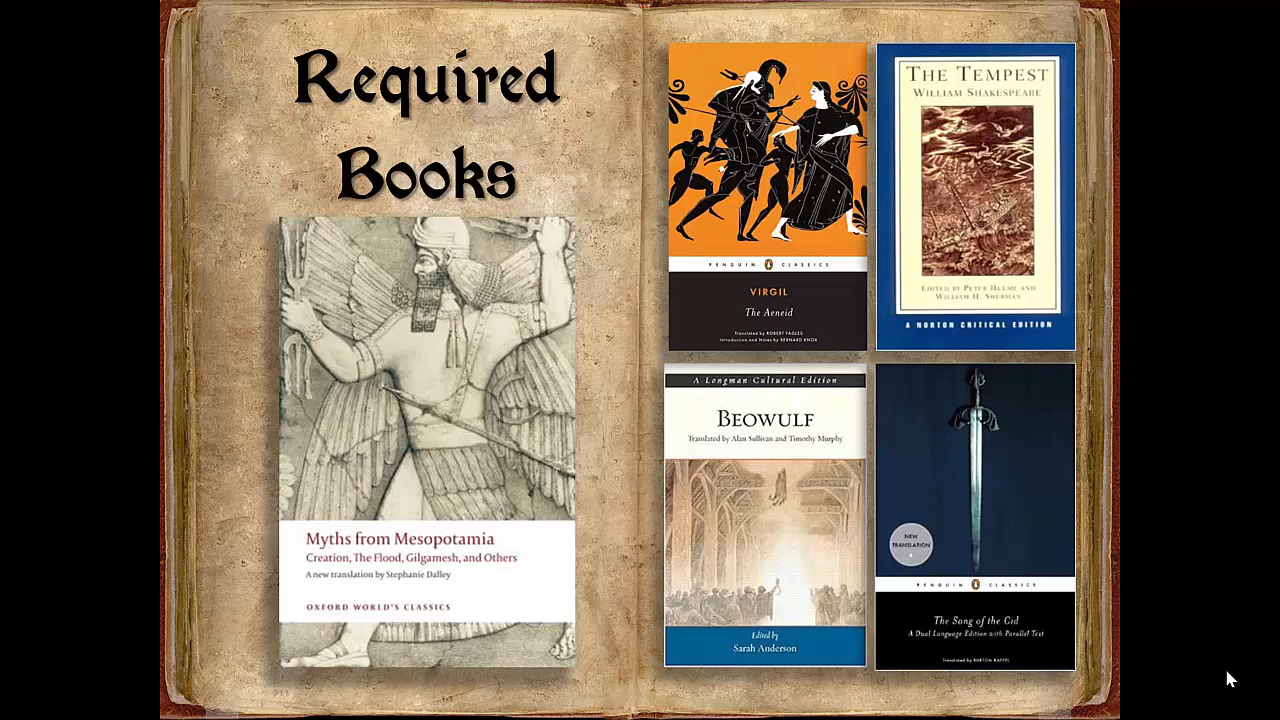 Required
Books
Myths from Mesopotamia
Creation, The Flood, Gilgamesh, and Others
A new translation by Stephanie Dalley
OXFORD WORLD'S CLASSICS
PENGUIN CLASSICS
VIRGIL
The Aeneid
Translated by ROBERT FAGLES
Introduction and Notes by BERNARD KNOX
THE TEMPEST
WILLIAM SHAKESPEARE
EDITED BY PETER HULME AND
WILLIAM H. SHERMAN
A NORTON CRITICAL EDITION
A Longman Cultural Edition
BEOWULF
Translated by Alan Sullivan and Timothy Murphy
Edited by
Sarah Anderson
NEW
TRANSLATION
PENGUIN CLASSICS
The Song of the Cid
A Dual Language Edition with Parallel Text
Translated by BURTON RAFFEL